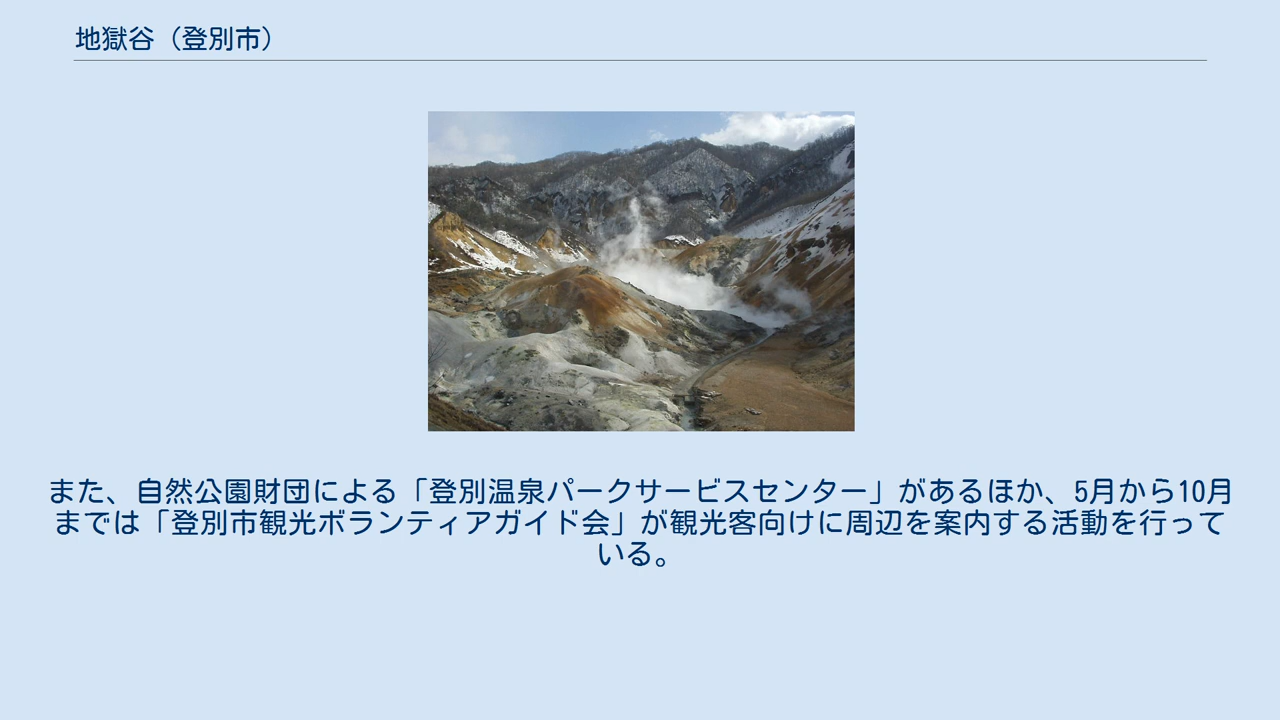 地獄谷（登別市）
また、自然公園財団による「登別温泉パークサービスセンター」があるほか、5月から10月
までは「登別市観光ボランティアガイド会」が観光客向けに周辺を案内する活動を行って
いる。